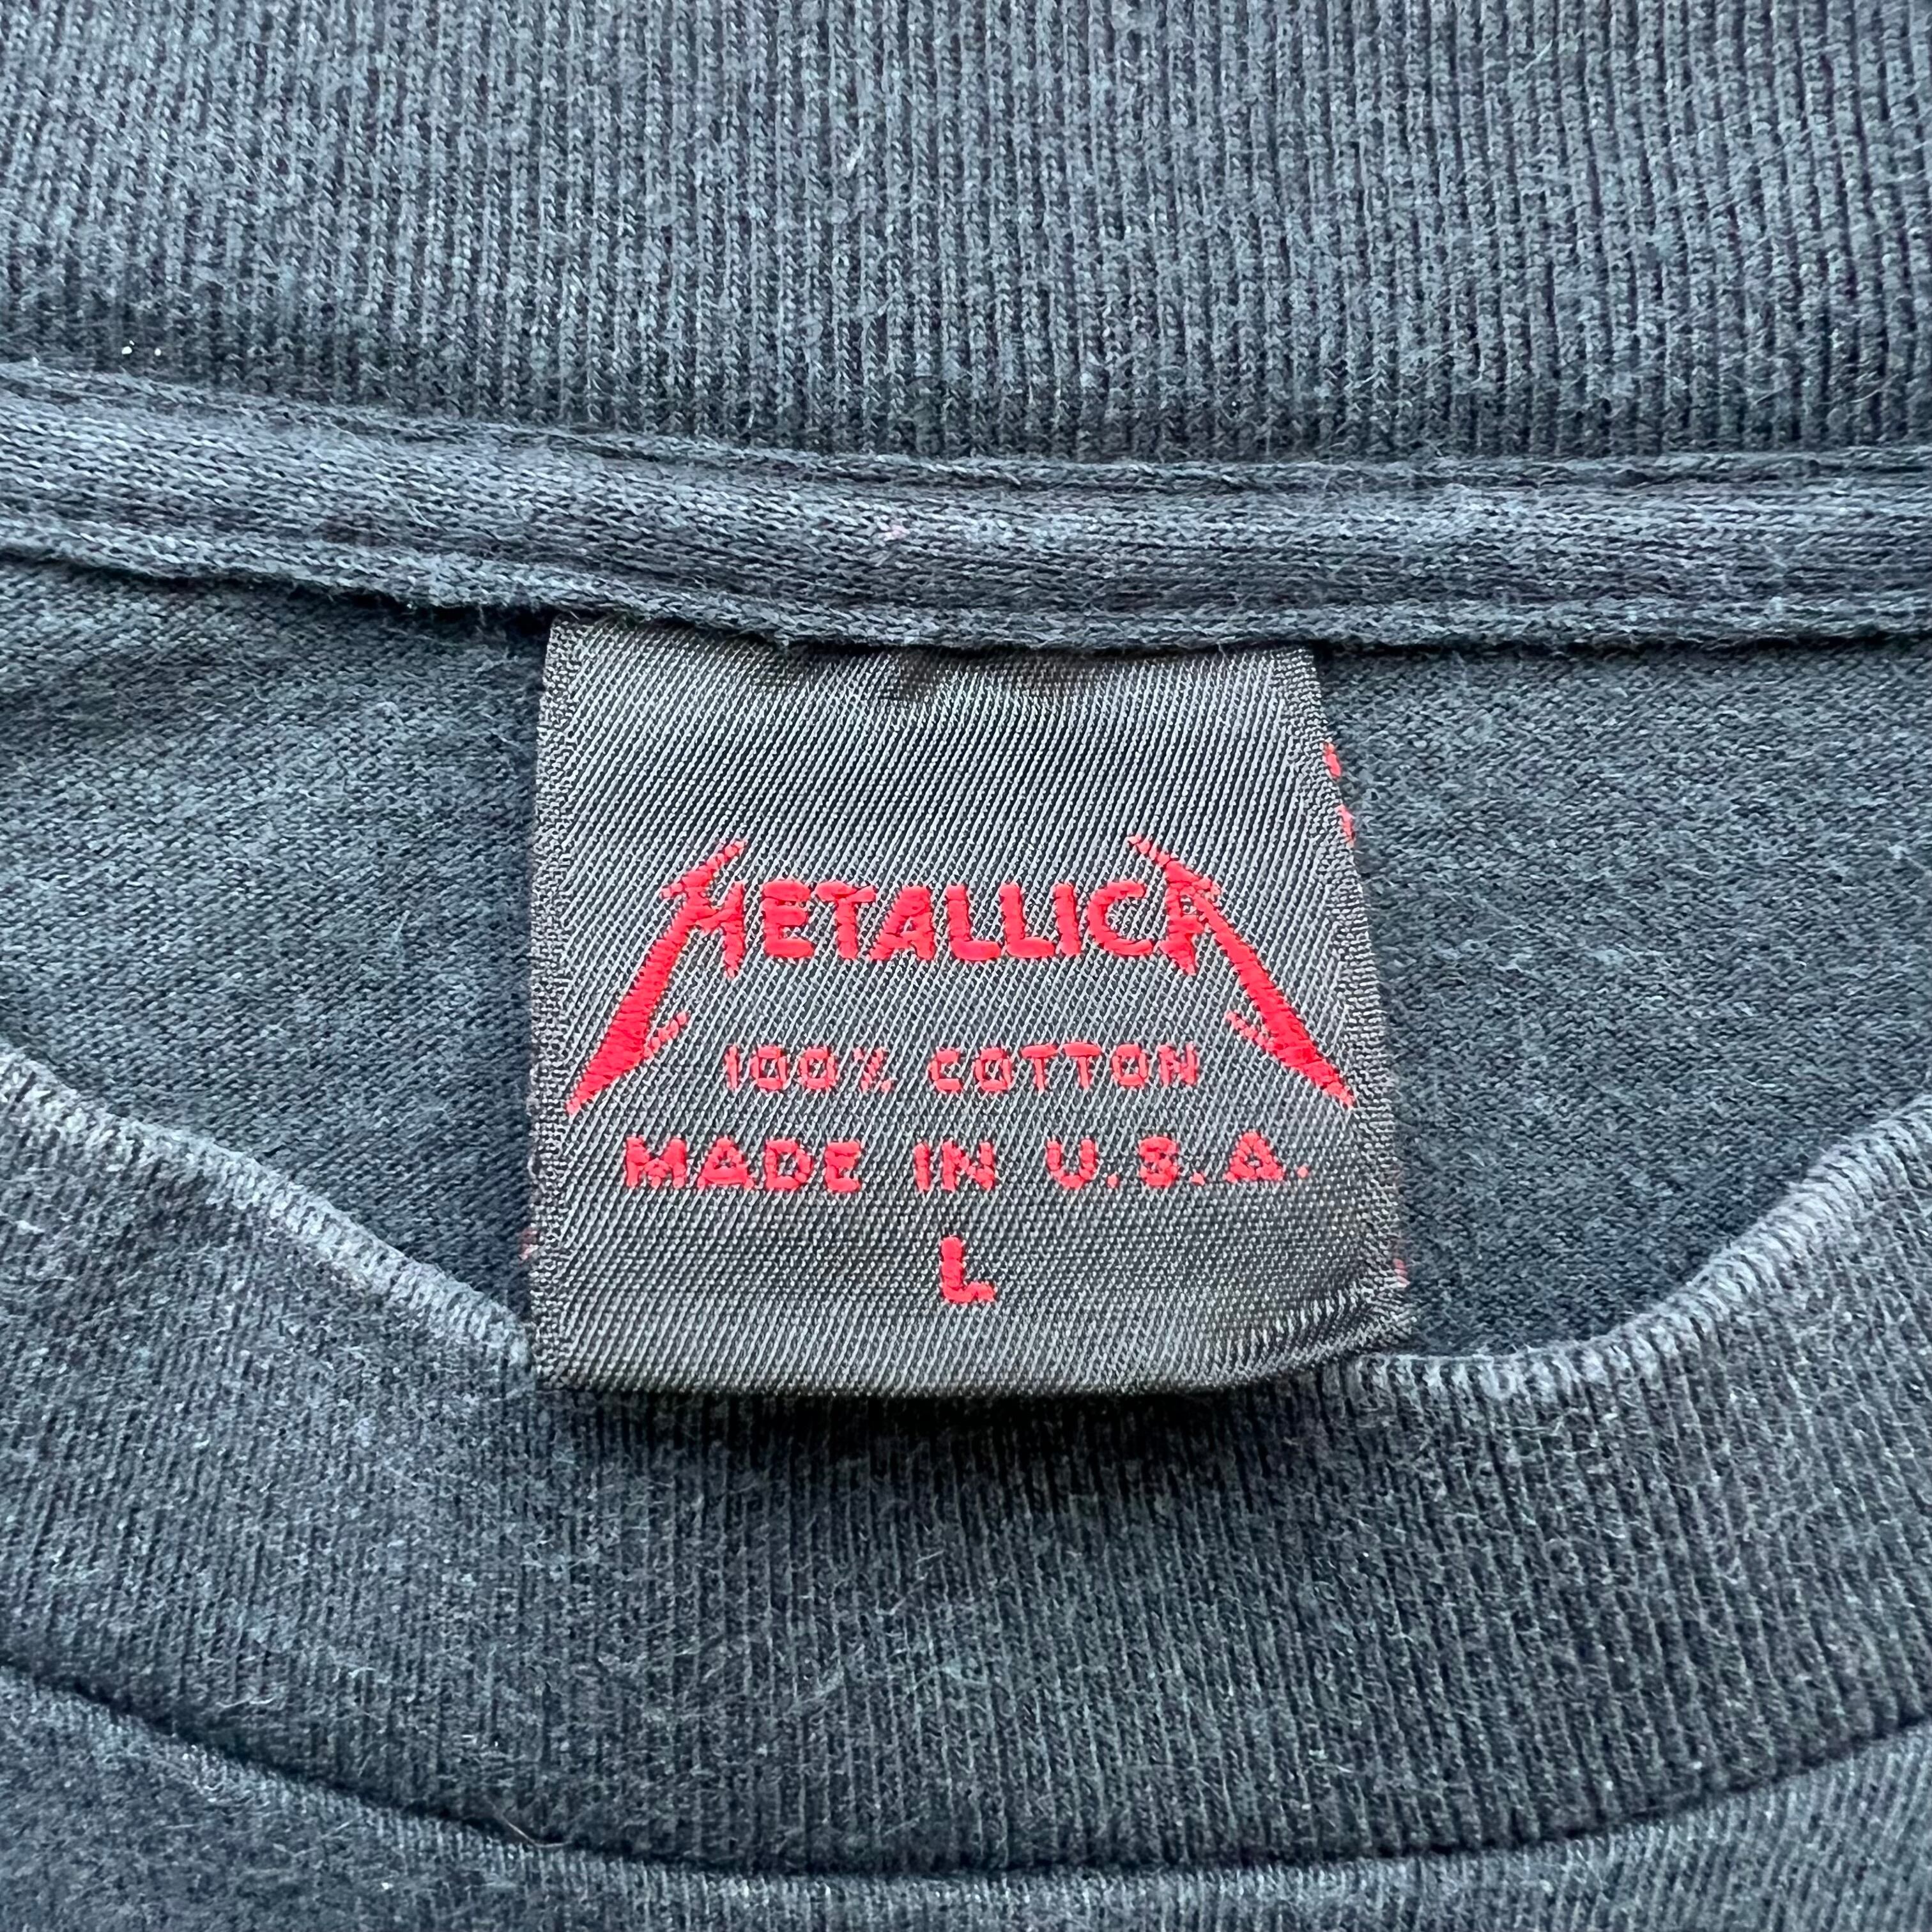 METALLICA
100% COTTON
MADE IN U.S.A.
L